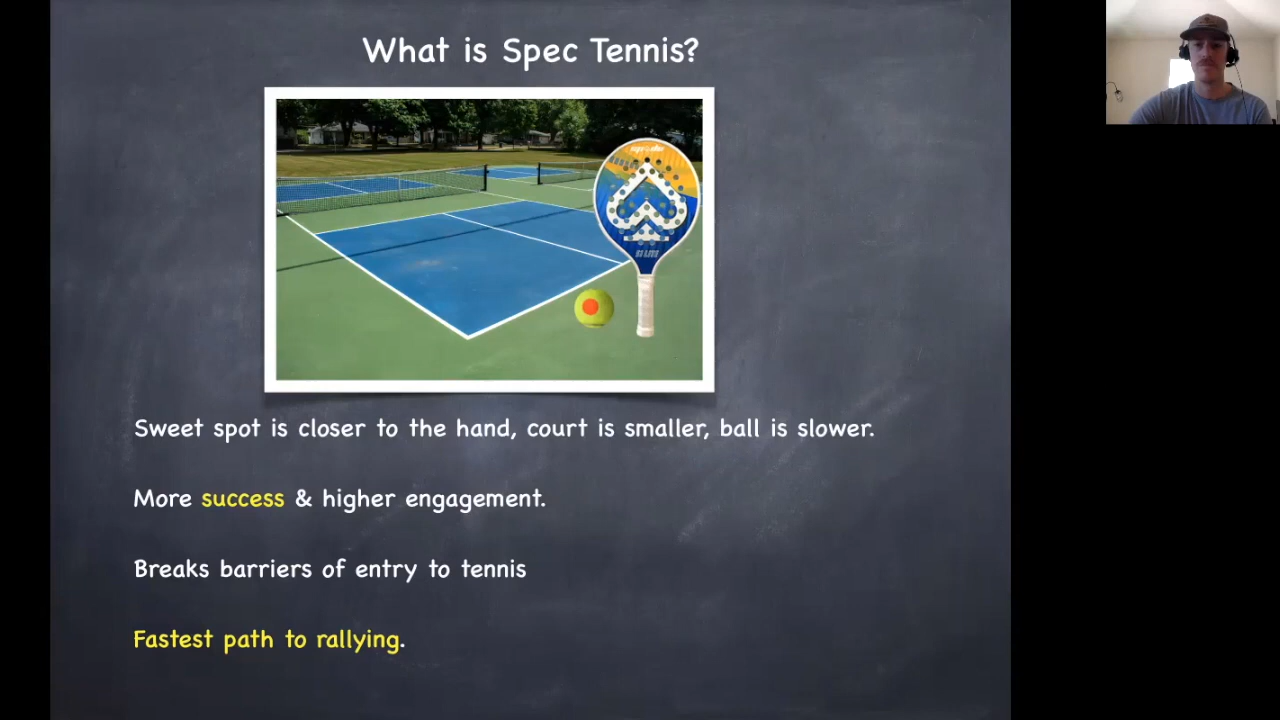 What is Spec Tennis?
Sweet spot is closer to the hand, court is smaller, ball is slower.
More success & higher engagement.
Breaks barriers of entry to tennis
Fastest path to rallying.